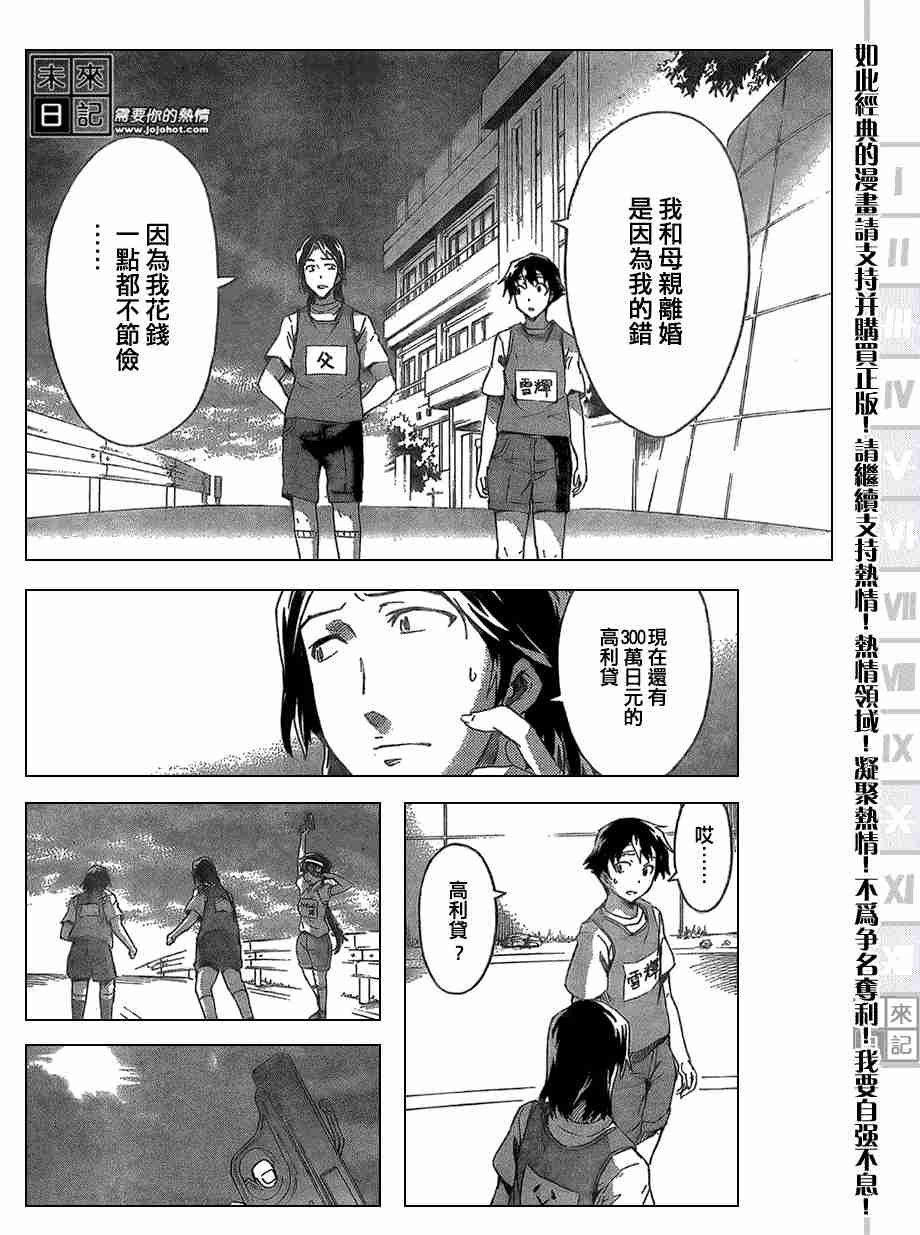 未來
日記
需要你的熱情
www.jojohot.com
我和母親離婚
是因為我的錯
因為我花錢
一點都不節儉
……
父
雪輝
現在還有
300萬日元的
高利貸
哎……
高利貸？
雪輝
父
如此經典的漫畫請支持并購買正版！請繼續支持熱情！熱情領域！凝聚熱情！不爲争名奪利！我要自强不息！
I
II
III
IV
V
VI
VII
VIII
IX
X
XI
來
記